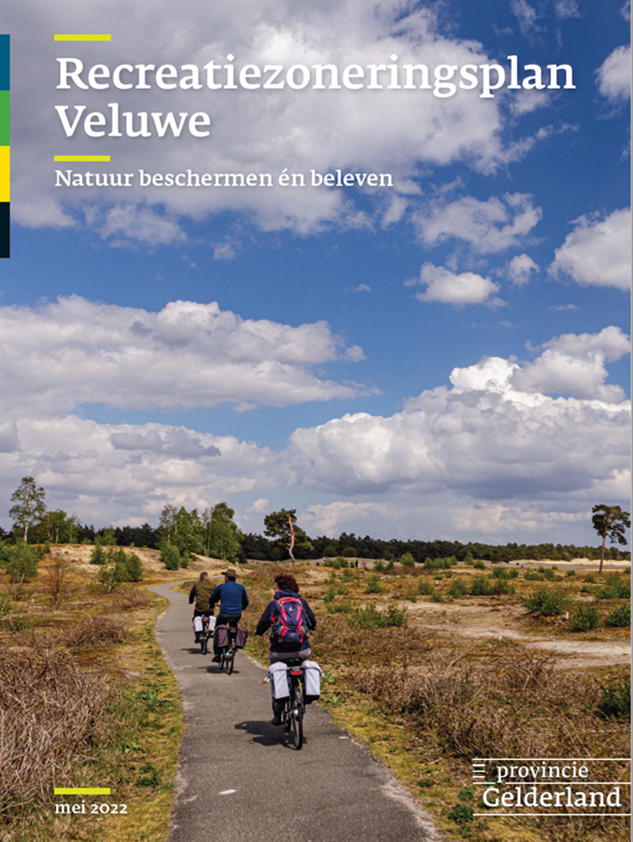 Recreatiezoneringsplan
Veluwe
Natuur beschermen én beleven
mei 2022
provincie
Gelderland